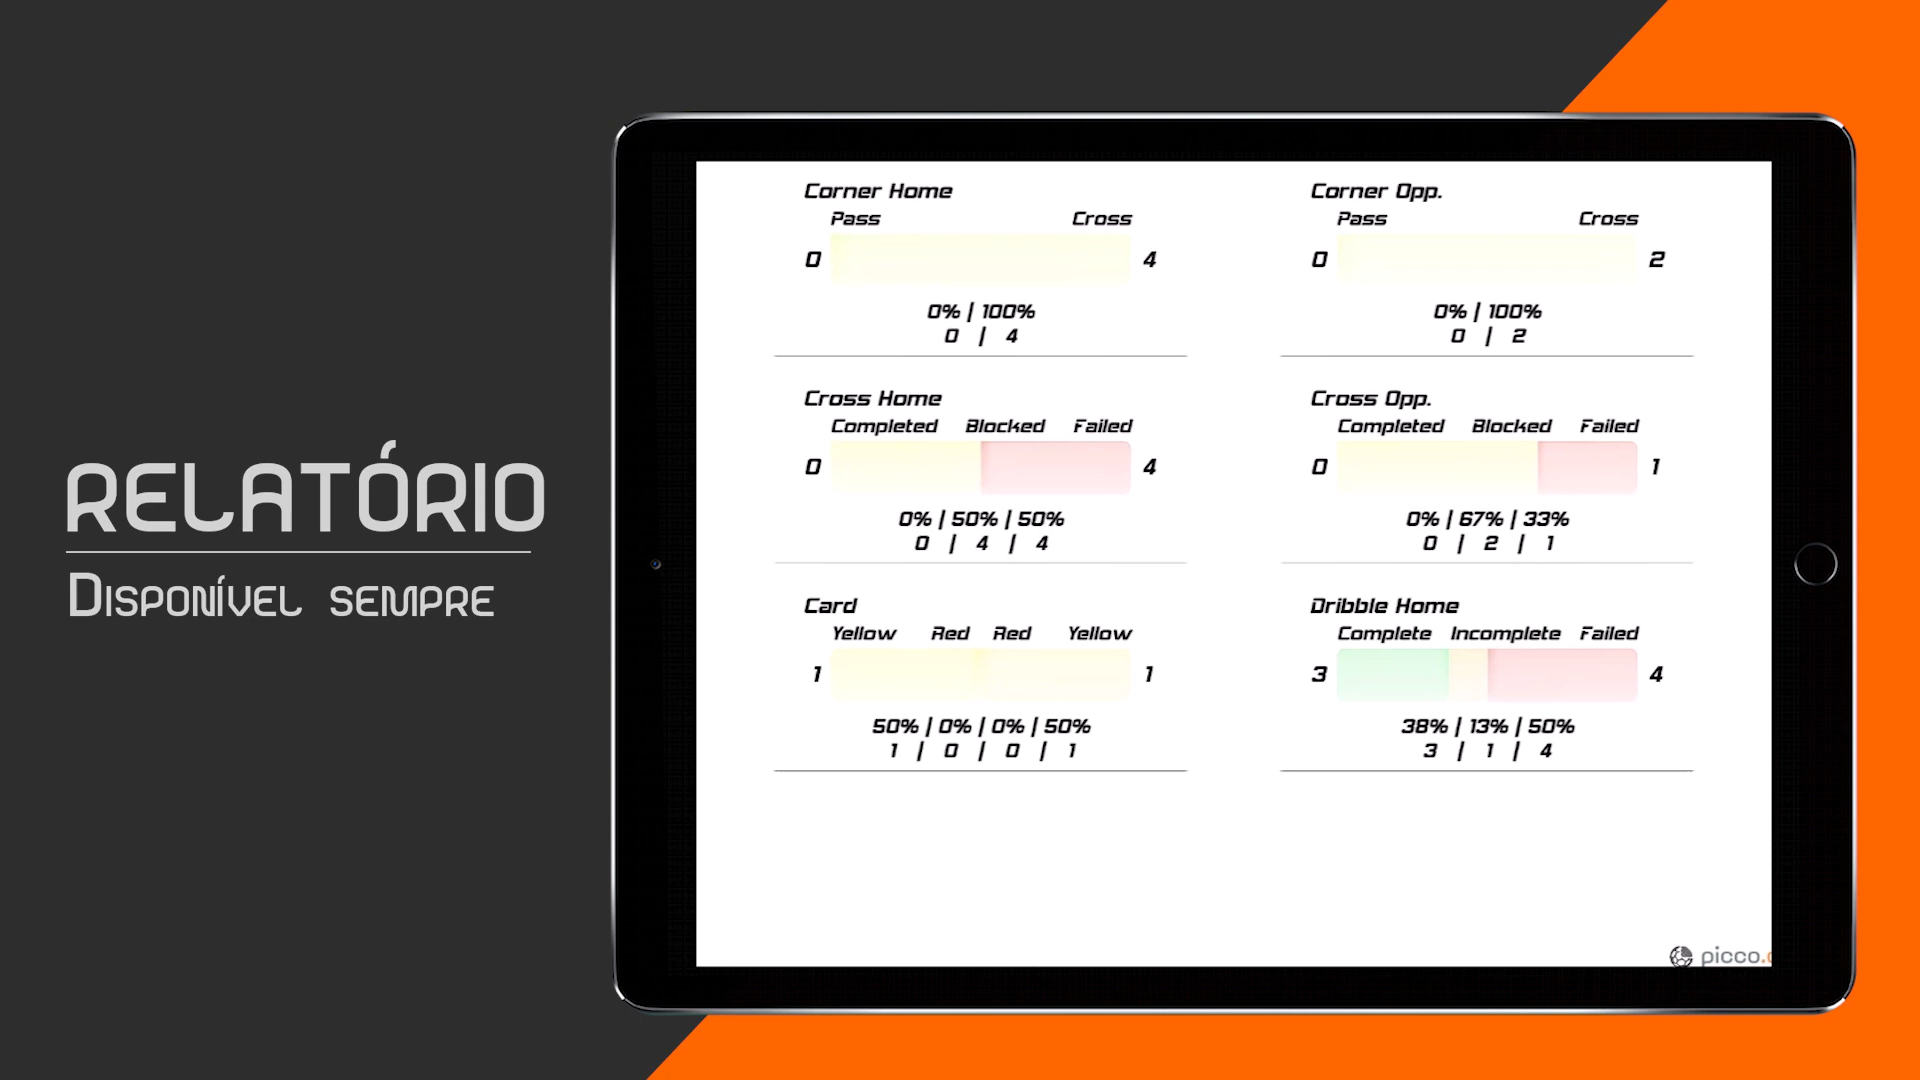 RELATÓRIO
DISPONÍVEL SEMPRE
Corner Home
Pass Cross
0 4
0% | 100%
0 | 4
Corner Opp.
Pass Cross
0 2
0% | 100%
0 | 2
Cross Home
Completed Blocked Failed
0 4
0% | 50% | 50%
0 | 4 | 4
Cross Opp.
Completed Blocked Failed
0 1
0% | 67% | 33%
0 | 2 | 1
Card
Yellow Red Red Yellow
1 1
50% | 0% | 0% | 50%
1 | 0 | 0 | 1
Dribble Home
Complete Incomplete Failed
3 4
38% | 13% | 50%
3 | 1 | 4
picco.